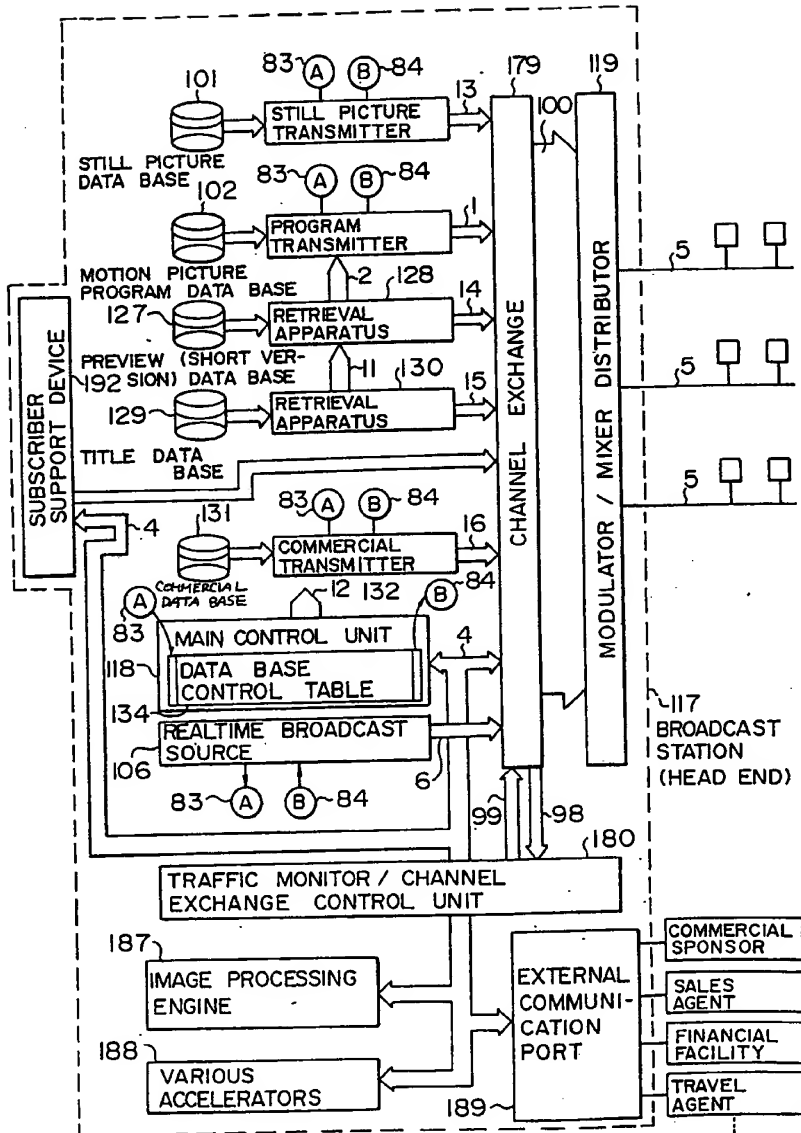 83 A B 84 179 119
101 13 100
STILL PICTURE
TRANSMITTER
STILL PICTURE
DATA BASE
83 A B 84
102 1
PROGRAM
TRANSMITTER
MOTION PICTURE
PROGRAM DATA BASE
2 128
127 14
RETRIEVAL
APPARATUS
PREVIEW (SHORT VER-
SION) DATA BASE
192
11 130
129 15
RETRIEVAL
APPARATUS
TITLE DATA
BASE
SUBSCRIBER
SUPPORT DEVICE
CHANNEL EXCHANGE
MODULATOR / MIXER DISTRIBUTOR
5
5
5
4
83 A B 84
131 16
COMMERCIAL
TRANSMITTER
COMMERCIAL
DATA BASE
12 132
A 83
B 84
MAIN CONTROL UNIT
118
DATA BASE
CONTROL TABLE
134
4
REALTIME BROADCAST
SOURCE
106
6
83 A B 84
117
BROADCAST
STATION
(HEAD END)
99 98
180
TRAFFIC MONITOR / CHANNEL
EXCHANGE CONTROL UNIT
187
IMAGE PROCESSING
ENGINE
188
VARIOUS
ACCELERATORS
EXTERNAL
COMMUNI-
CATION
PORT
189
COMMERCIAL
SPONSOR
SALES
AGENT
FINANCIAL
FACILITY
TRAVEL
AGENT